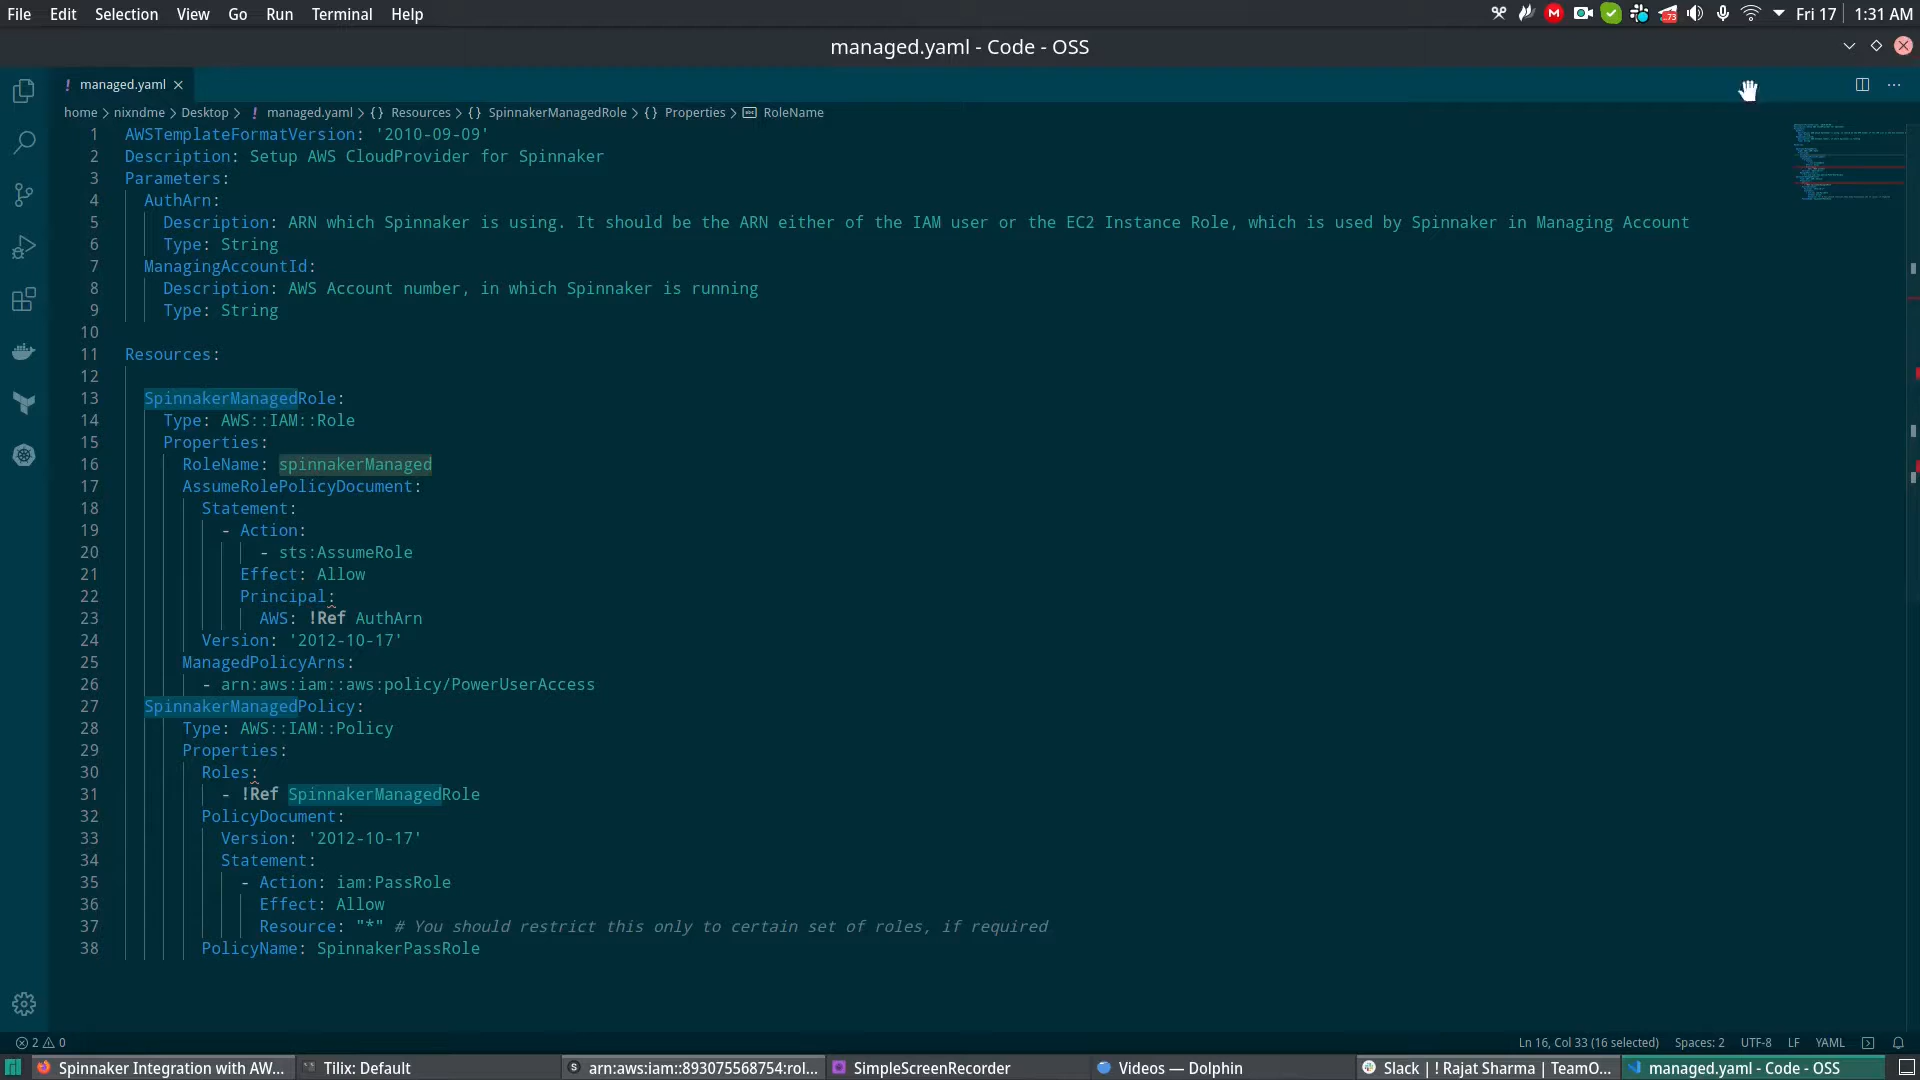 File Edit Selection View Go Run Terminal Help
73
Fri 17 1:31 AM
managed.yaml - Code - OSS
! managed.yaml
home > nixndme > Desktop > ! managed.yaml > {} Resources > {} SpinnakerManagedRole > {} Properties > abc RoleName
1 AWSTemplateFormatVersion: '2010-09-09'
2 Description: Setup AWS CloudProvider for Spinnaker
3 Parameters:
4 AuthArn:
5 Description: ARN which Spinnaker is using. It should be the ARN either of the IAM user or the EC2 Instance Role, which is used by Spinnaker in Managing Account
6 Type: String
7 ManagingAccountId:
8 Description: AWS Account number, in which Spinnaker is running
9 Type: String
10
11 Resources:
12
13 SpinnakerManagedRole:
14 Type: AWS::IAM::Role
15 Properties:
16 RoleName: spinnakerManaged
17 AssumeRolePolicyDocument:
18 Statement:
19 - Action:
20 - sts:AssumeRole
21 Effect: Allow
22 Principal:
23 AWS: !Ref AuthArn
24 Version: '2012-10-17'
25 ManagedPolicyArns:
26 - arn:aws:iam::aws:policy/PowerUserAccess
27 SpinnakerManagedPolicy:
28 Type: AWS::IAM::Policy
29 Properties:
30 Roles:
31 - !Ref SpinnakerManagedRole
32 PolicyDocument:
33 Version: '2012-10-17'
34 Statement:
35 - Action: iam:PassRole
36 Effect: Allow
37 Resource: "*" # You should restrict this only to certain set of roles, if required
38 PolicyName: SpinnakerPassRole
2 0
Ln 16, Col 33 (16 selected) Spaces: 2 UTF-8 LF YAML
Spinnaker Integration with AW... Tilix: Default arn:aws:iam::893075568754:rol... SimpleScreenRecorder Videos — Dolphin Slack | ! Rajat Sharma | TeamO... managed.yaml - Code - OSS